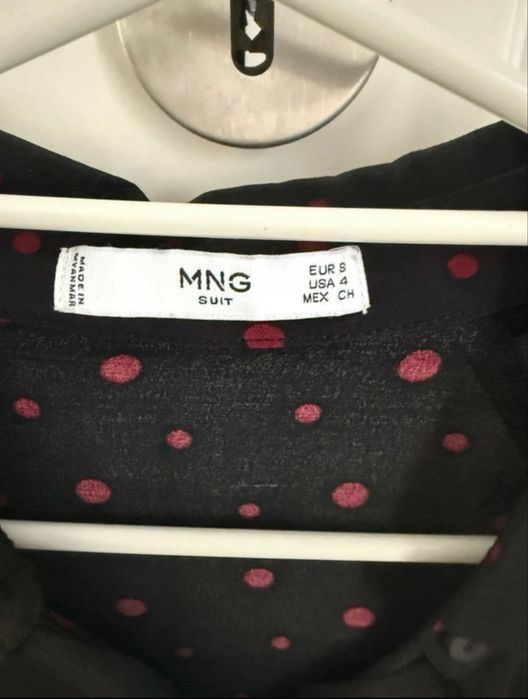 MADE IN
MYANMAR
MNG
SUIT
EUR S
USA 4
MEX CH